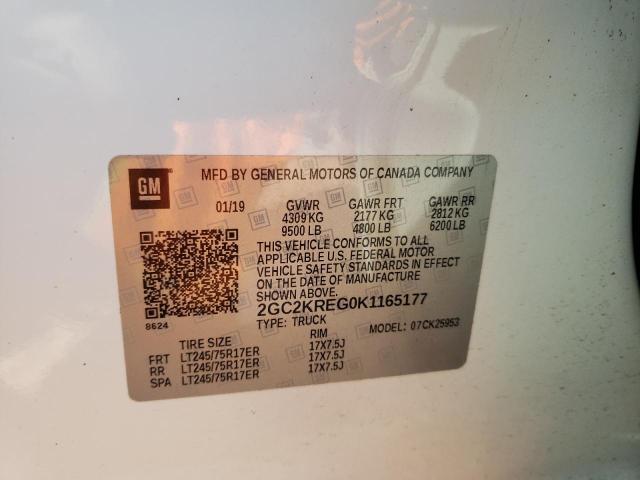 GM
MFD BY GENERAL MOTORS OF CANADA COMPANY
01/19 GVWR GAWR FRT GAWR RR
4309 KG 2177 KG 2812 KG
9500 LB 4800 LB 6200 LB
THIS VEHICLE CONFORMS TO ALL
APPLICABLE U.S. FEDERAL MOTOR
VEHICLE SAFETY STANDARDS IN EFFECT
ON THE DATE OF MANUFACTURE
SHOWN ABOVE.
2GC2KREG0K1165177
8624
TYPE: TRUCK MODEL: 07CK25953
TIRE SIZE RIM
FRT LT245/75R17ER 17X7.5J
RR LT245/75R17ER 17X7.5J
SPA LT245/75R17ER 17X7.5J